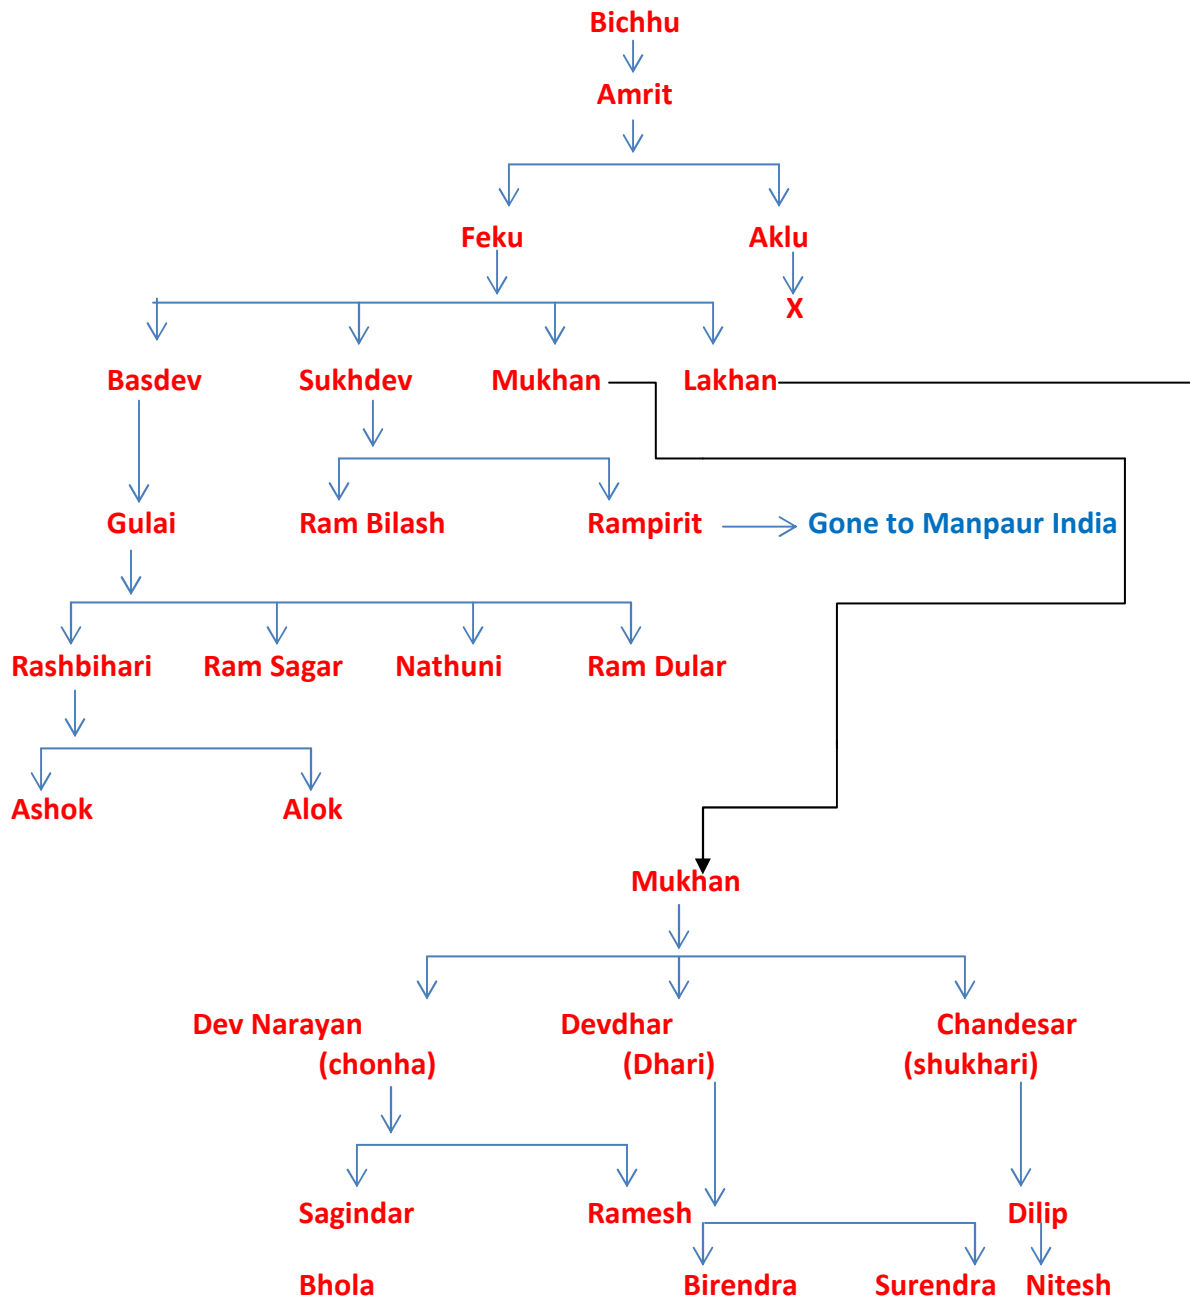 Bichhu
Amrit
Feku Aklu
X
Basdev Sukhdev Mukhan Lakhan
Gulai Ram Bilash Rampirit Gone to Manpaur India
Rashbihari Ram Sagar Nathuni Ram Dular
Ashok Alok
Mukhan
Dev Narayan Devdhar Chandesar
(chonha) (Dhari) (shukhari)
Sagindar Ramesh Dilip
Bhola Birendra Surendra Nitesh